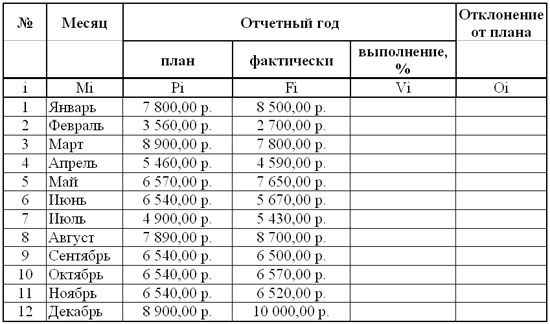 № Месяц Отчетный год Отклонение от плана
план фактически выполнение, %
i Mi Pi Fi Vi Oi
1 Январь 7 800,00 р. 8 500,00 р.
2 Февраль 3 560,00 р. 2 700,00 р.
3 Март 8 900,00 р. 7 800,00 р.
4 Апрель 5 460,00 р. 4 590,00 р.
5 Май 6 570,00 р. 7 650,00 р.
6 Июнь 6 540,00 р. 5 670,00 р.
7 Июль 4 900,00 р. 5 430,00 р.
8 Август 7 890,00 р. 8 700,00 р.
9 Сентябрь 6 540,00 р. 6 500,00 р.
10 Октябрь 6 540,00 р. 6 570,00 р.
11 Ноябрь 6 540,00 р. 6 520,00 р.
12 Декабрь 8 900,00 р. 10 000,00 р.